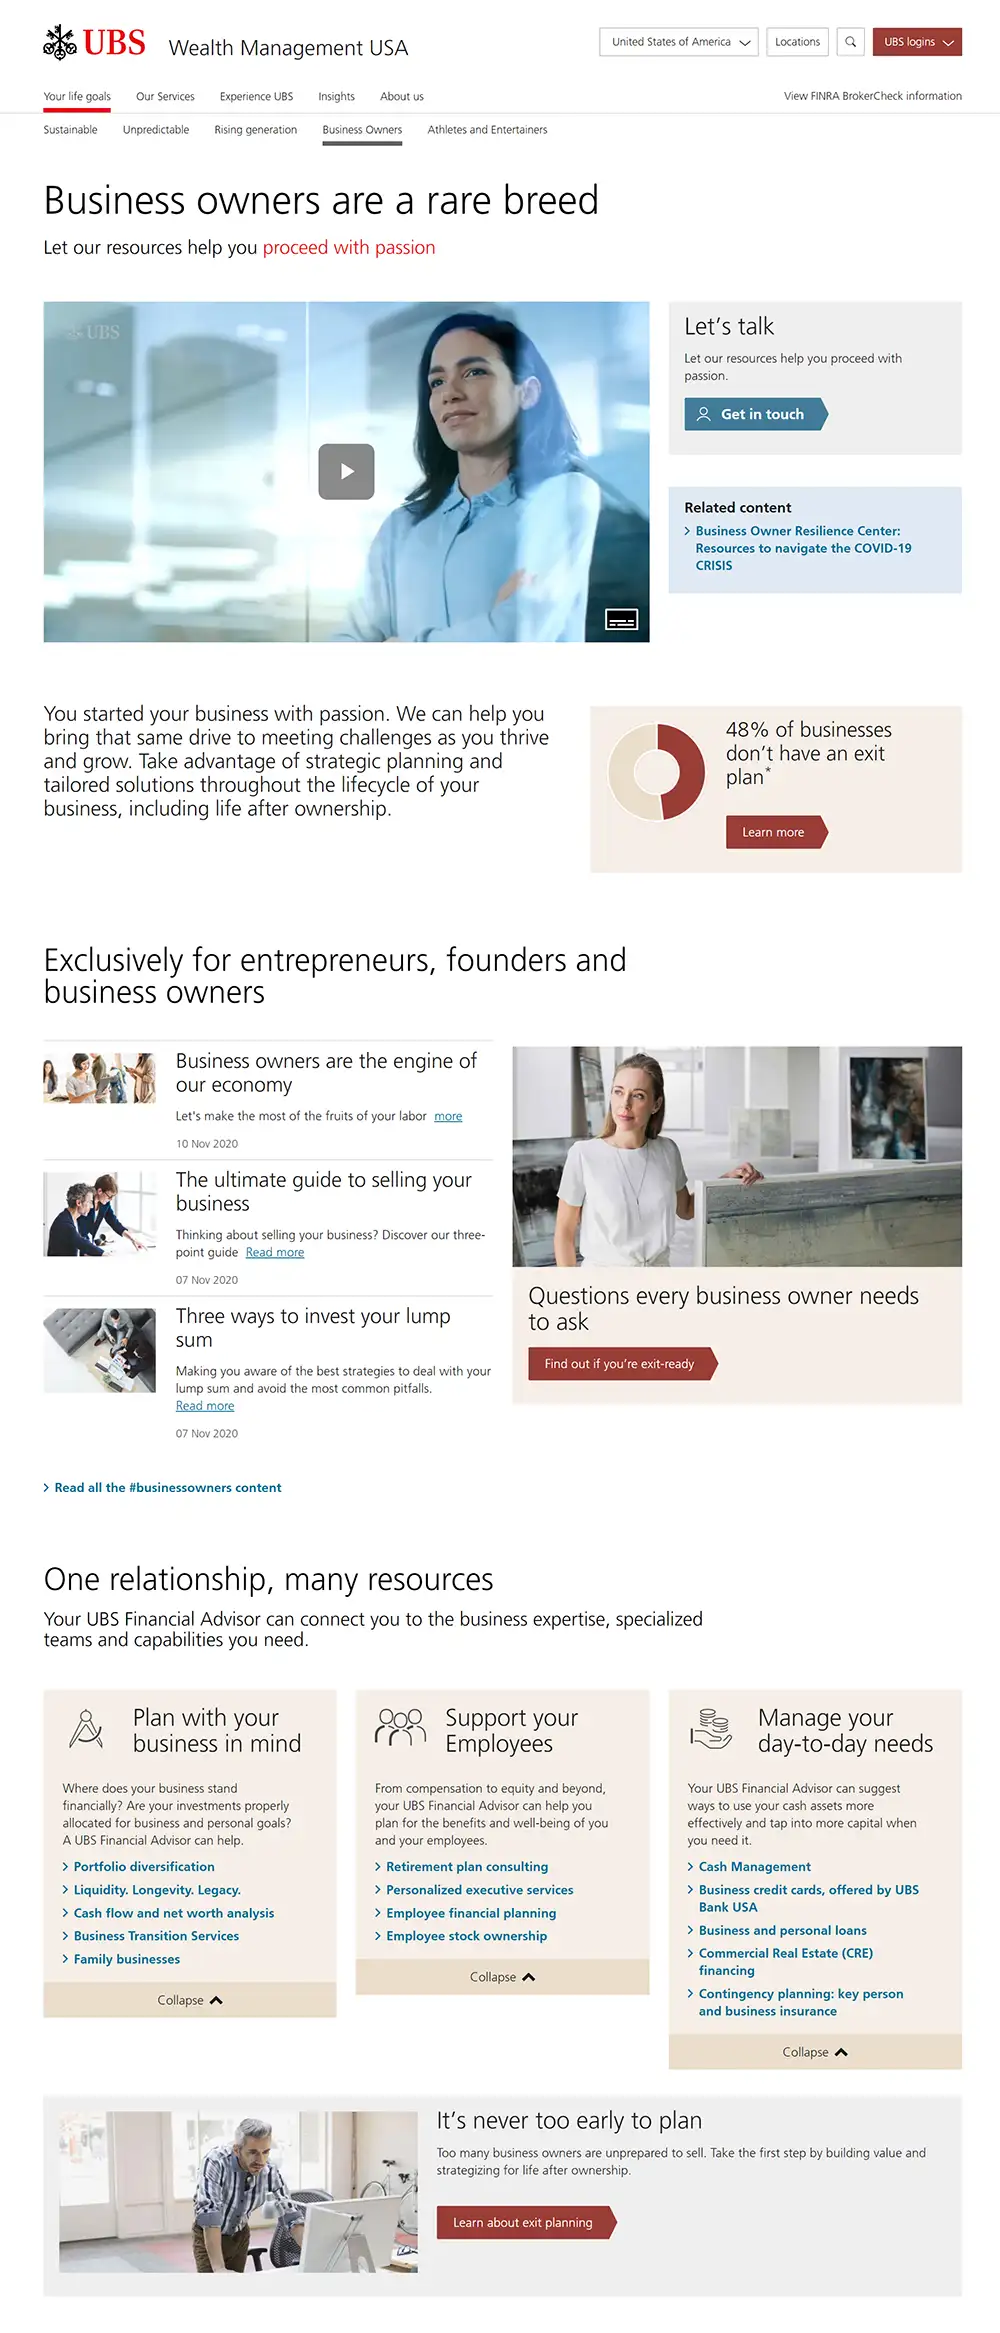 UBS Wealth Management USA
United States of America
Locations
UBS logins
Your life goals Our Services Experience UBS Insights About us
View FINRA BrokerCheck information
Sustainable Unpredictable Rising generation Business Owners Athletes and Entertainers
Business owners are a rare breed
Let our resources help you proceed with passion
UBS
Let's talk
Let our resources help you proceed with
passion.
Get in touch
Related content
Business Owner Resilience Center:
Resources to navigate the COVID-19
CRISIS
You started your business with passion. We can help you
bring that same drive to meeting challenges as you thrive
and grow. Take advantage of strategic planning and
tailored solutions throughout the lifecycle of your
business, including life after ownership.
48% of businesses
don't have an exit
plan*
Learn more
Exclusively for entrepreneurs, founders and
business owners
Business owners are the engine of
our economy
Let's make the most of the fruits of your labor more
10 Nov 2020
The ultimate guide to selling your
business
Thinking about selling your business? Discover our three-
point guide Read more
07 Nov 2020
Three ways to invest your lump
sum
Making you aware of the best strategies to deal with your
lump sum and avoid the most common pitfalls.
Read more
07 Nov 2020
Questions every business owner needs
to ask
Find out if you're exit-ready
Read all the #businessowners content
One relationship, many resources
Your UBS Financial Advisor can connect you to the business expertise, specialized
teams and capabilities you need.
Plan with your
business in mind
Where does your business stand
financially? Are your investments properly
allocated for business and personal goals?
A UBS Financial Advisor can help.
Portfolio diversification
Liquidity. Longevity. Legacy.
Cash flow and net worth analysis
Business Transition Services
Family businesses
Collapse
Support your
Employees
From compensation to equity and beyond,
your UBS Financial Advisor can help you
plan for the benefits and well-being of you
and your employees.
Retirement plan consulting
Personalized executive services
Employee financial planning
Employee stock ownership
Collapse
Manage your
day-to-day needs
Your UBS Financial Advisor can suggest
ways to use your cash assets more
effectively and tap into more capital when
you need it.
Cash Management
Business credit cards, offered by UBS
Bank USA
Business and personal loans
Commercial Real Estate (CRE)
financing
Contingency planning: key person
and business insurance
Collapse
It's never too early to plan
Too many business owners are unprepared to sell. Take the first step by building value and
strategizing for life after ownership.
Learn about exit planning